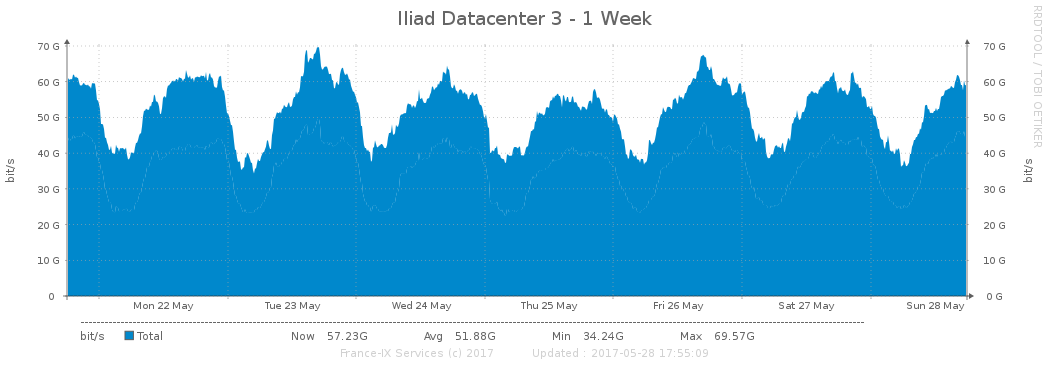 Iliad Datacenter 3 - 1 Week
RRDTOOL / TOBI OETIKER
bit/s
70 G
60 G
50 G
40 G
30 G
20 G
10 G
0
70 G
60 G
50 G
40 G
30 G
20 G
10 G
0 G
bit/s
Mon 22 May Tue 23 May Wed 24 May Thu 25 May Fri 26 May Sat 27 May Sun 28 May
bit/s Total Now 57.23G Avg 51.88G Min 34.24G Max 69.57G
France-IX Services (c) 2017 Updated : 2017-05-28 17:55:09